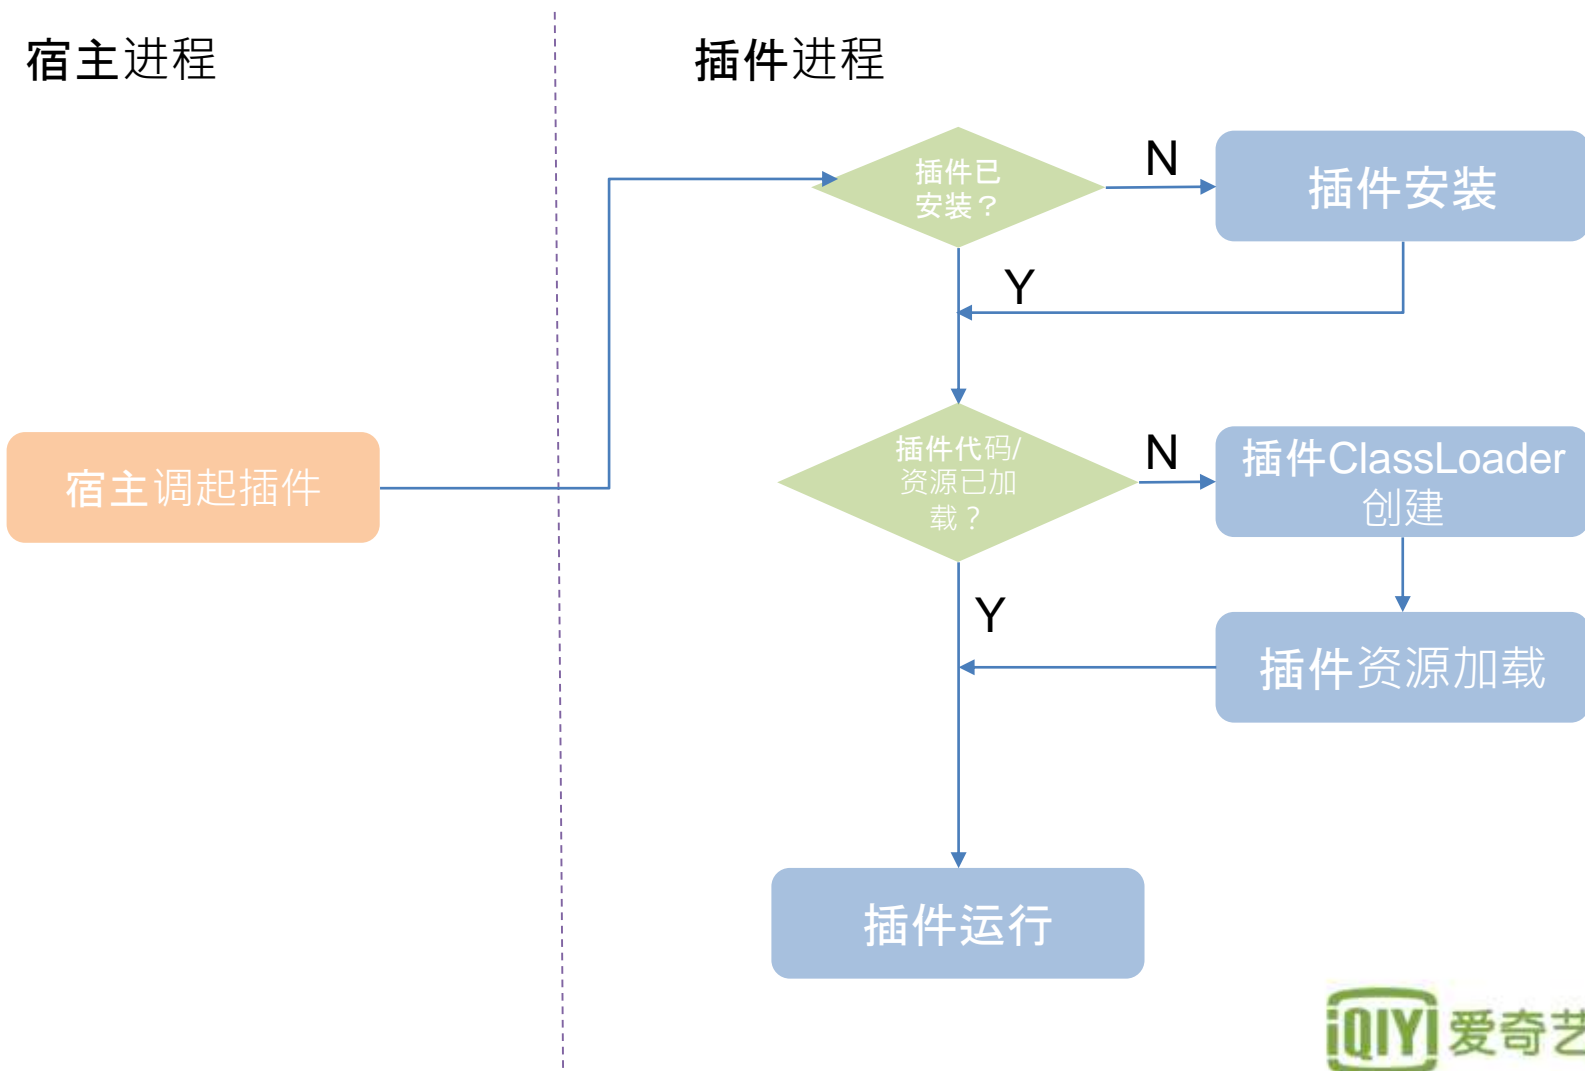 宿主进程
插件进程
插件已
安装？
N
插件安装
Y
宿主调起插件
插件代码/
资源已加
载？
N
插件ClassLoader
创建
Y
插件资源加载
插件运行
iQIYI 爱奇艺